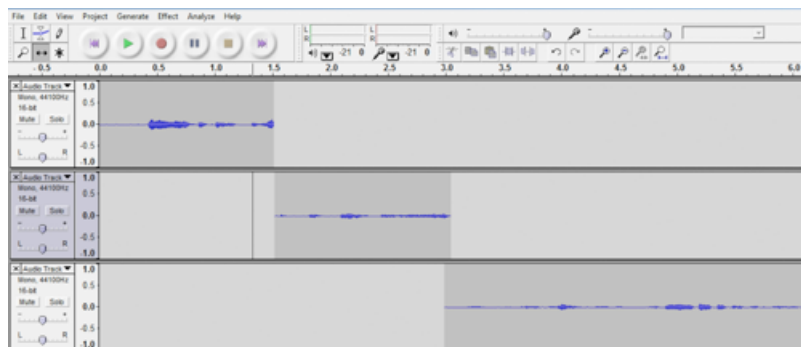 File Edit View Project Generate Effect Analyze Help
L
R
L
R
-21 0
-21 0
-0.5 0.0 0.5 1.0 1.5 2.0 2.5 3.0 3.5 4.0 4.5 5.0 5.5 6.0
X Audio Track
Mono, 44100Hz
16-bit
Mute Solo
- +
L R
1.0
0.5
0.0-
-0.5
-1.0
X Audio Track
Mono, 44100Hz
16-bit
Mute Solo
- +
L R
1.0
0.5
0.0-
-0.5
-1.0
X Audio Track
Mono, 44100Hz
16-bit
Mute Solo
- +
L R
1.0
0.5
0.0-
-0.5
-1.0